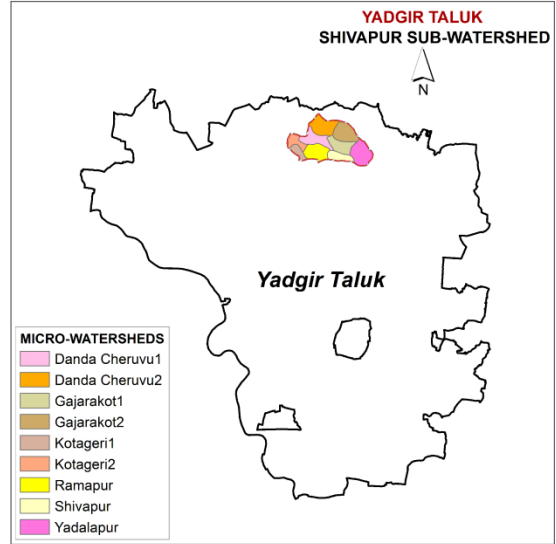 YADGIR TALUK
SHIVAPUR SUB-WATERSHED
N
Yadgir Taluk
MICRO-WATERSHEDS
Danda Cheruvu1
Danda Cheruvu2
Gajarakot1
Gajarakot2
Kotageri1
Kotageri2
Ramapur
Shivapur
Yadalapur